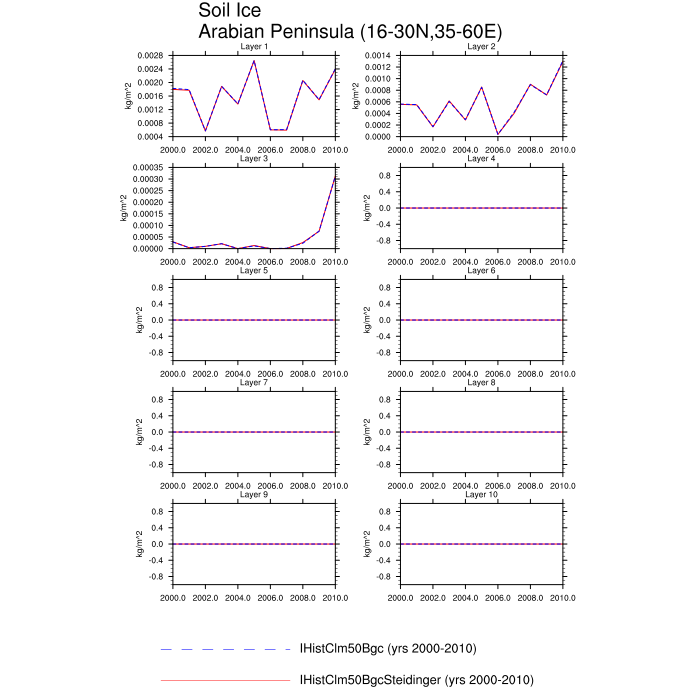 Soil Ice
Arabian Peninsula (16-30N,35-60E)
Layer 1
Layer 2
kg/m^2
0.0028
0.0024
0.0020
0.0016
0.0012
0.0008
0.0004
2000.0 2002.0 2004.0 2006.0 2008.0 2010.0
kg/m^2
0.0014
0.0012
0.0010
0.0008
0.0006
0.0004
0.0002
0.0000
2000.0 2002.0 2004.0 2006.0 2008.0 2010.0
Layer 3
Layer 4
kg/m^2
0.00035
0.00030
0.00025
0.00020
0.00015
0.00010
0.00005
0.00000
2000.0 2002.0 2004.0 2006.0 2008.0 2010.0
kg/m^2
0.8
0.4
0.0
-0.4
-0.8
2000.0 2002.0 2004.0 2006.0 2008.0 2010.0
Layer 5
Layer 6
kg/m^2
0.8
0.4
0.0
-0.4
-0.8
2000.0 2002.0 2004.0 2006.0 2008.0 2010.0
kg/m^2
0.8
0.4
0.0
-0.4
-0.8
2000.0 2002.0 2004.0 2006.0 2008.0 2010.0
Layer 7
Layer 8
kg/m^2
0.8
0.4
0.0
-0.4
-0.8
2000.0 2002.0 2004.0 2006.0 2008.0 2010.0
kg/m^2
0.8
0.4
0.0
-0.4
-0.8
2000.0 2002.0 2004.0 2006.0 2008.0 2010.0
Layer 9
Layer 10
kg/m^2
0.8
0.4
0.0
-0.4
-0.8
2000.0 2002.0 2004.0 2006.0 2008.0 2010.0
kg/m^2
0.8
0.4
0.0
-0.4
-0.8
2000.0 2002.0 2004.0 2006.0 2008.0 2010.0
IHistClm50Bgc (yrs 2000-2010)
IHistClm50BgcSteidinger (yrs 2000-2010)